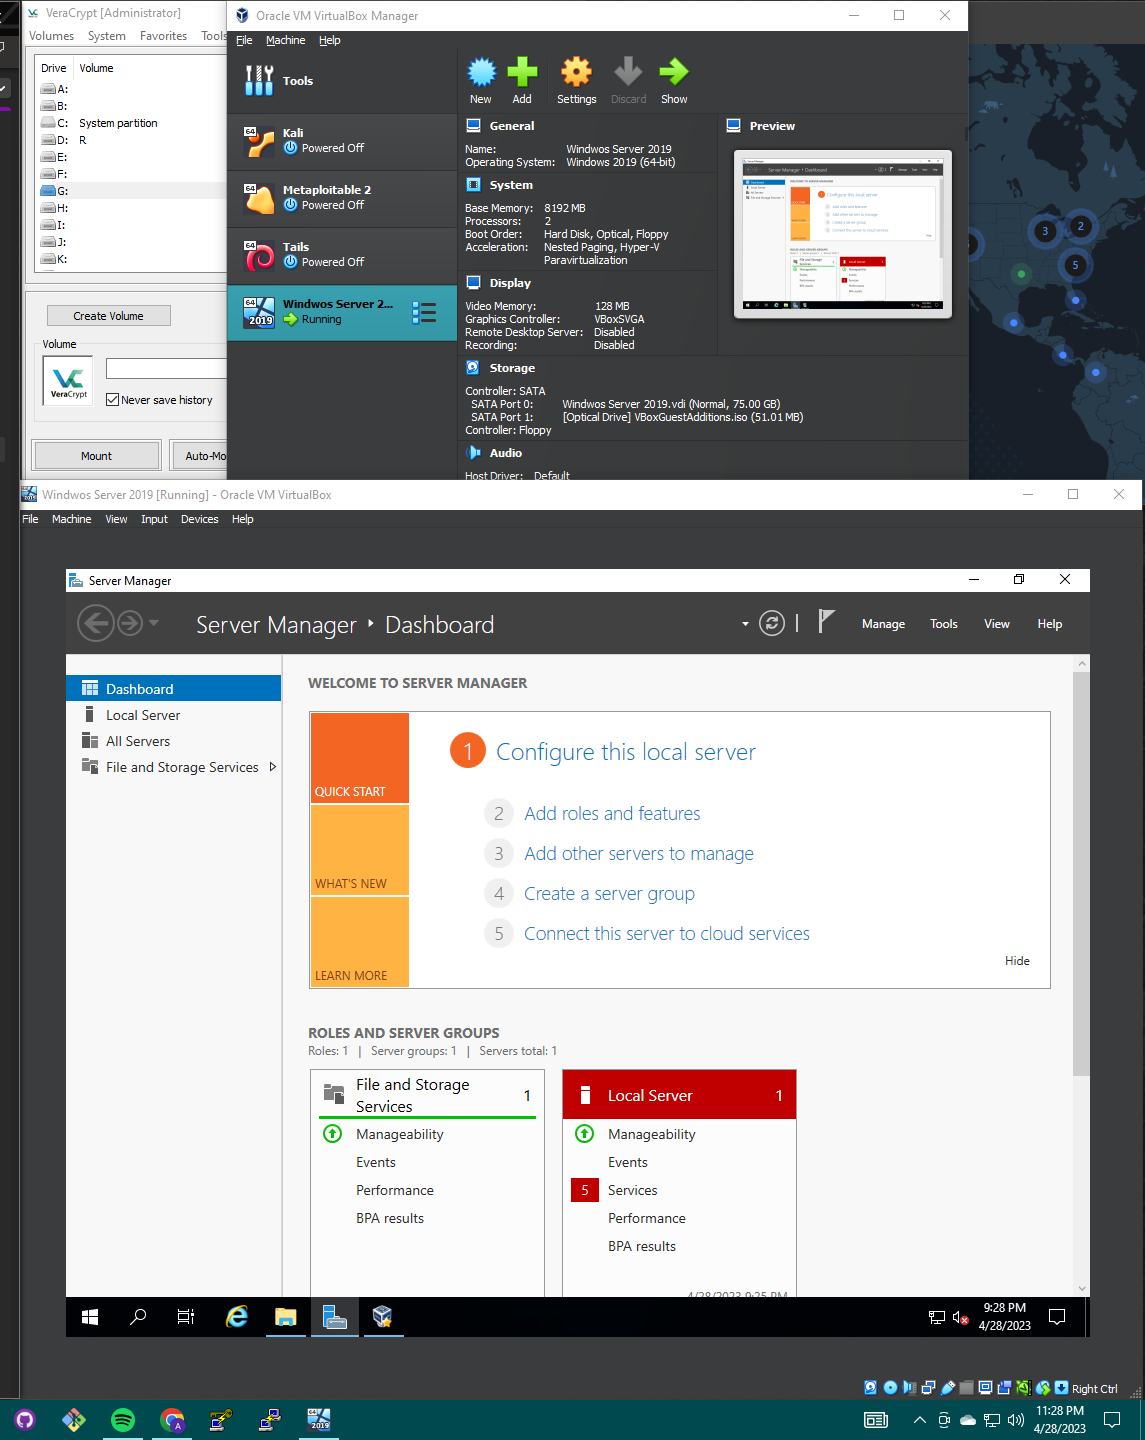 VeraCrypt [Administrator]
Volumes System Favorites Tools
Drive Volume
A:
B:
C: System partition
D: R
E:
F:
G:
H:
I:
J:
K:
Create Volume
Volume
VeraCrypt
Never save history
Mount
Auto-Mo
Oracle VM VirtualBox Manager
File Machine Help
Tools
64 Kali
Powered Off
64 Metaploitable 2
Powered Off
64 Tails
Powered Off
64 2019 Windwos Server 2...
Running
New Add Settings Discard Show
General
Name: Windwos Server 2019
Operating System: Windows 2019 (64-bit)
System
Base Memory: 8192 MB
Processors: 2
Boot Order: Hard Disk, Optical, Floppy
Acceleration: Nested Paging, Hyper-V
Paravirtualization
Display
Video Memory: 128 MB
Graphics Controller: VBoxSVGA
Remote Desktop Server: Disabled
Recording: Disabled
Storage
Controller: SATA
SATA Port 0: Windwos Server 2019.vdi (Normal, 75.00 GB)
SATA Port 1: [Optical Drive] VBoxGuestAdditions.iso (51.01 MB)
Controller: Floppy
Audio
Host Driver: Default
Preview
3
2
5
Windwos Server 2019 [Running] - Oracle VM VirtualBox
File Machine View Input Devices Help
Server Manager
Server Manager Dashboard
Manage Tools View Help
Dashboard
Local Server
All Servers
File and Storage Services
WELCOME TO SERVER MANAGER
QUICK START
WHAT'S NEW
LEARN MORE
1 Configure this local server
2 Add roles and features
3 Add other servers to manage
4 Create a server group
5 Connect this server to cloud services
Hide
ROLES AND SERVER GROUPS
Roles: 1 | Server groups: 1 | Servers total: 1
File and Storage
Services 1
Manageability
Events
Performance
BPA results
Local Server 1
Manageability
Events
5 Services
Performance
BPA results
4/28/2023 9:25 PM
9:28 PM
4/28/2023
Right Ctrl
11:28 PM
4/28/2023